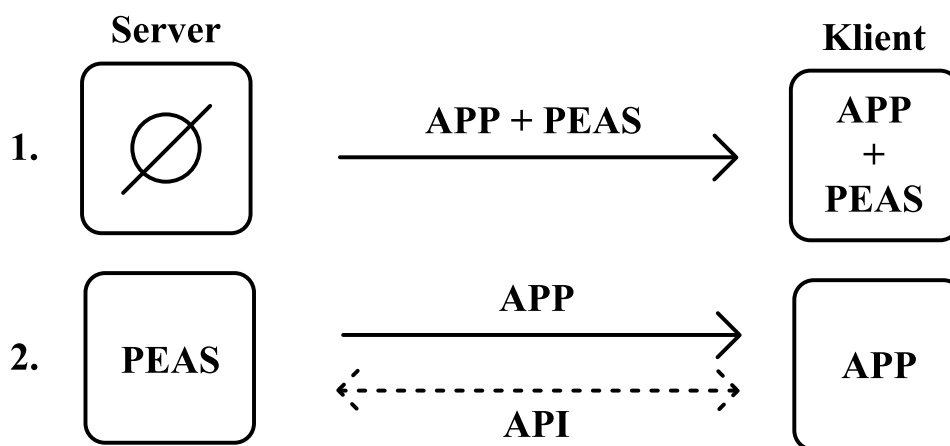 Server
Klient
1.
APP + PEAS
APP
+
PEAS
2.
PEAS
APP
API
APP